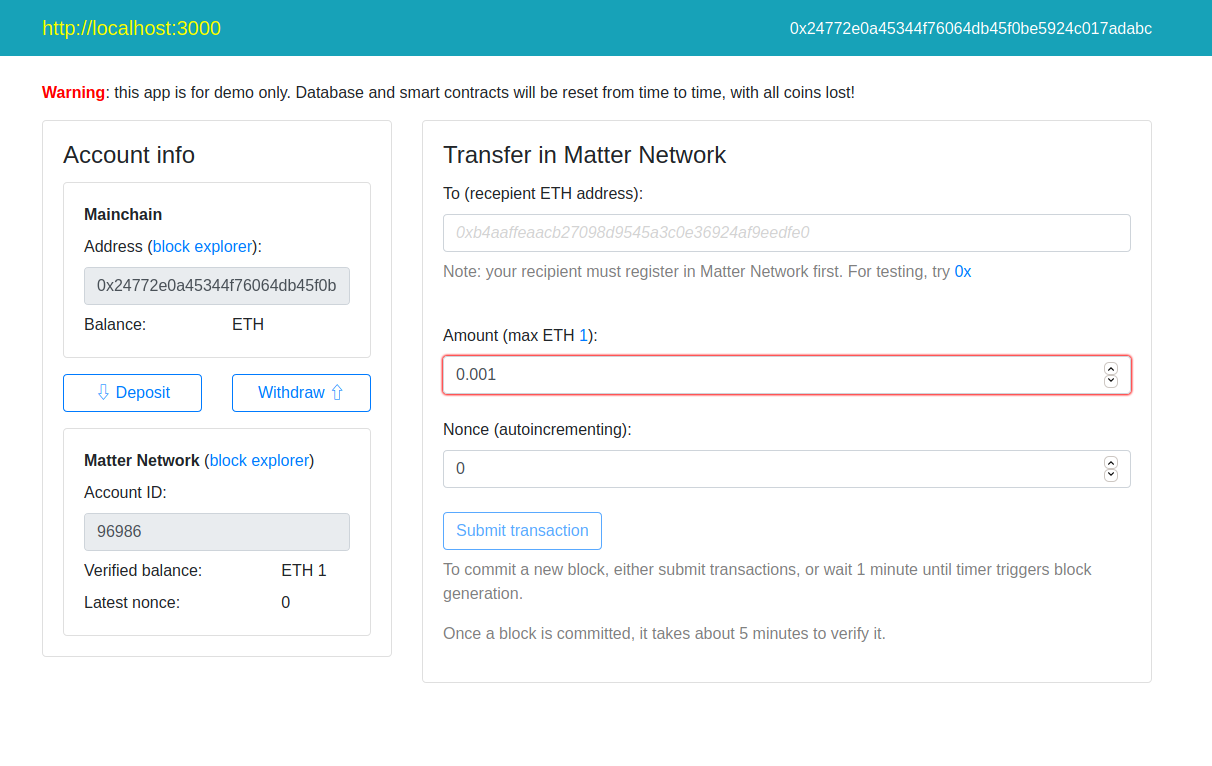 http://localhost:3000
0x24772e0a45344f76064db45f0be5924c017adabc
Warning: this app is for demo only. Database and smart contracts will be reset from time to time, with all coins lost!
Account info
Mainchain
Address (block explorer):
0x24772e0a45344f76064db45f0b
Balance: ETH
⇩ Deposit
Withdraw ⇧
Matter Network (block explorer)
Account ID:
96986
Verified balance: ETH 1
Latest nonce: 0
Transfer in Matter Network
To (recepient ETH address):
0xb4aaffeaacb27098d9545a3c0e36924af9eedfe0
Note: your recipient must register in Matter Network first. For testing, try 0x
Amount (max ETH 1):
0.001
Nonce (autoincrementing):
0
Submit transaction
To commit a new block, either submit transactions, or wait 1 minute until timer triggers block
generation.
Once a block is committed, it takes about 5 minutes to verify it.